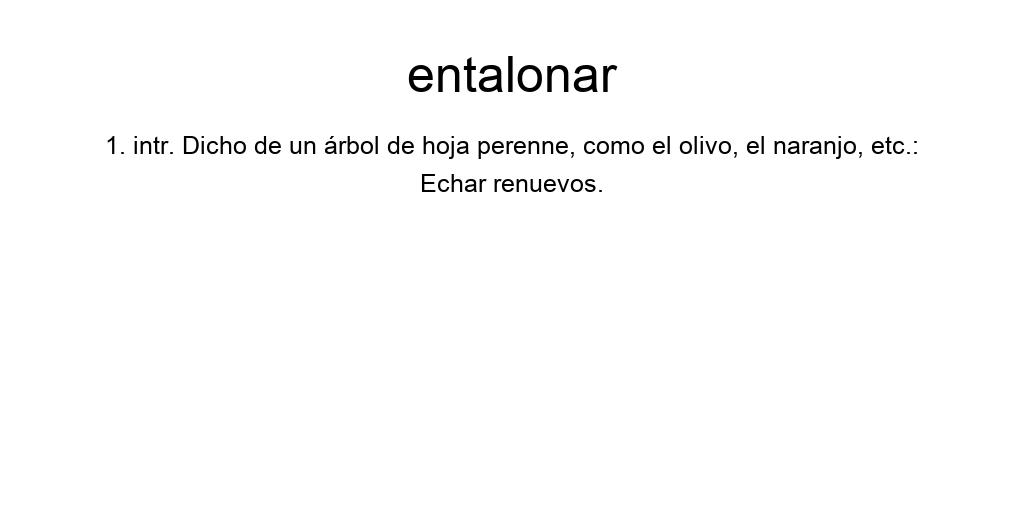 entalonar
1. intr. Dicho de un árbol de hoja perenne, como el olivo, el naranjo, etc.:
Echar renuevos.